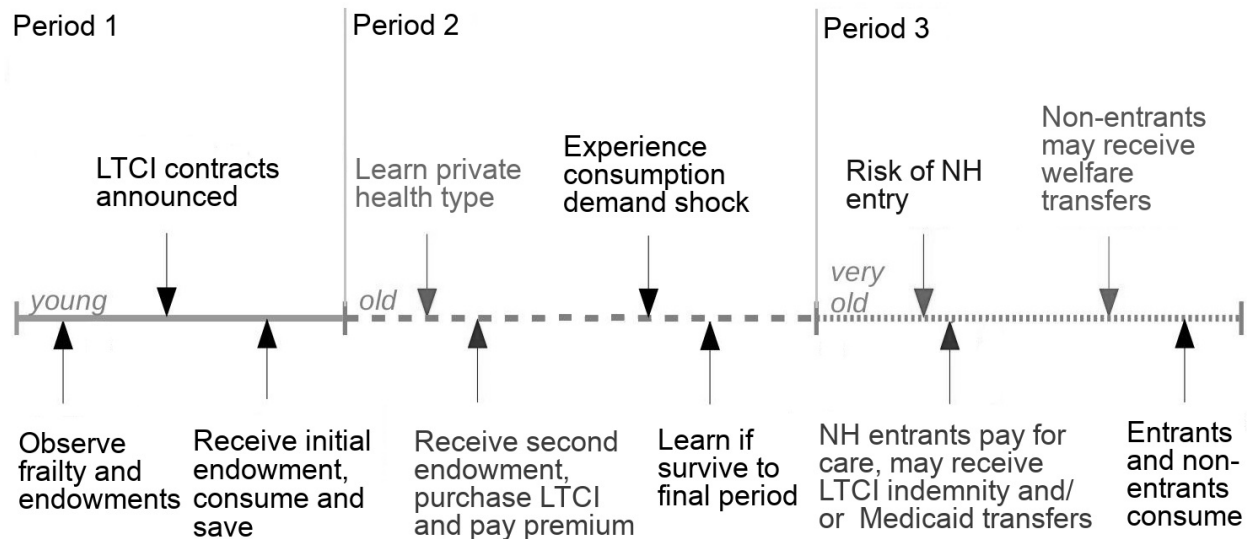 Period 1
Period 2
Period 3
LTCI contracts
announced
Learn private
health type
Experience
consumption
demand shock
Risk of NH
entry
Non-entrants
may receive
welfare
transfers
young
old
very
old
Observe
frailty and
endowments
Receive initial
endowment,
consume and
save
Receive second
endowment,
purchase LTCI
and pay premium
Learn if
survive to
final period
NH entrants pay for
care, may receive
LTCI indemnity and/
or Medicaid transfers
Entrants
and non-
entrants
consume